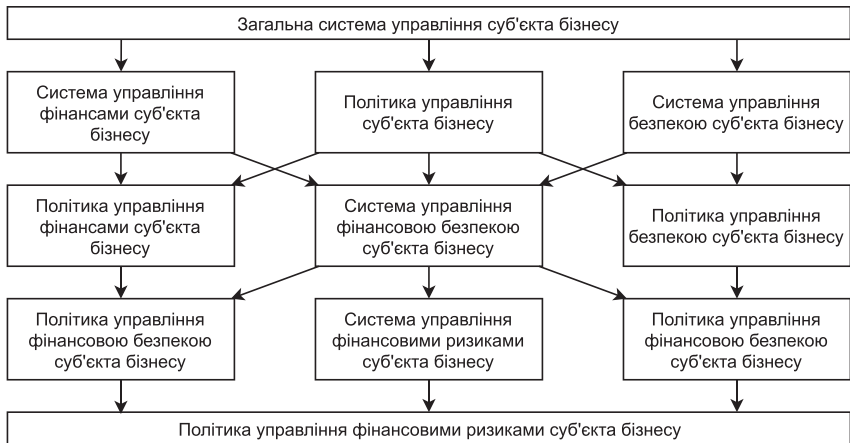 Загальна система управління суб'єкта бізнесу
Система управління
фінансами суб'єкта
бізнесу
Політика управління
суб'єкта бізнесу
Система управління
безпекою суб'єкта бізнесу
Політика управління
фінансами суб'єкта
бізнесу
Система управління
фінансовою безпекою
суб'єкта бізнесу
Політика управління
безпекою суб'єкта бізнесу
Політика управління
фінансовою безпекою
суб'єкта бізнесу
Система управління
фінансовими ризиками
суб'єкта бізнесу
Політика управління
фінансовою безпекою
суб'єкта бізнесу
Політика управління фінансовими ризиками суб'єкта бізнесу